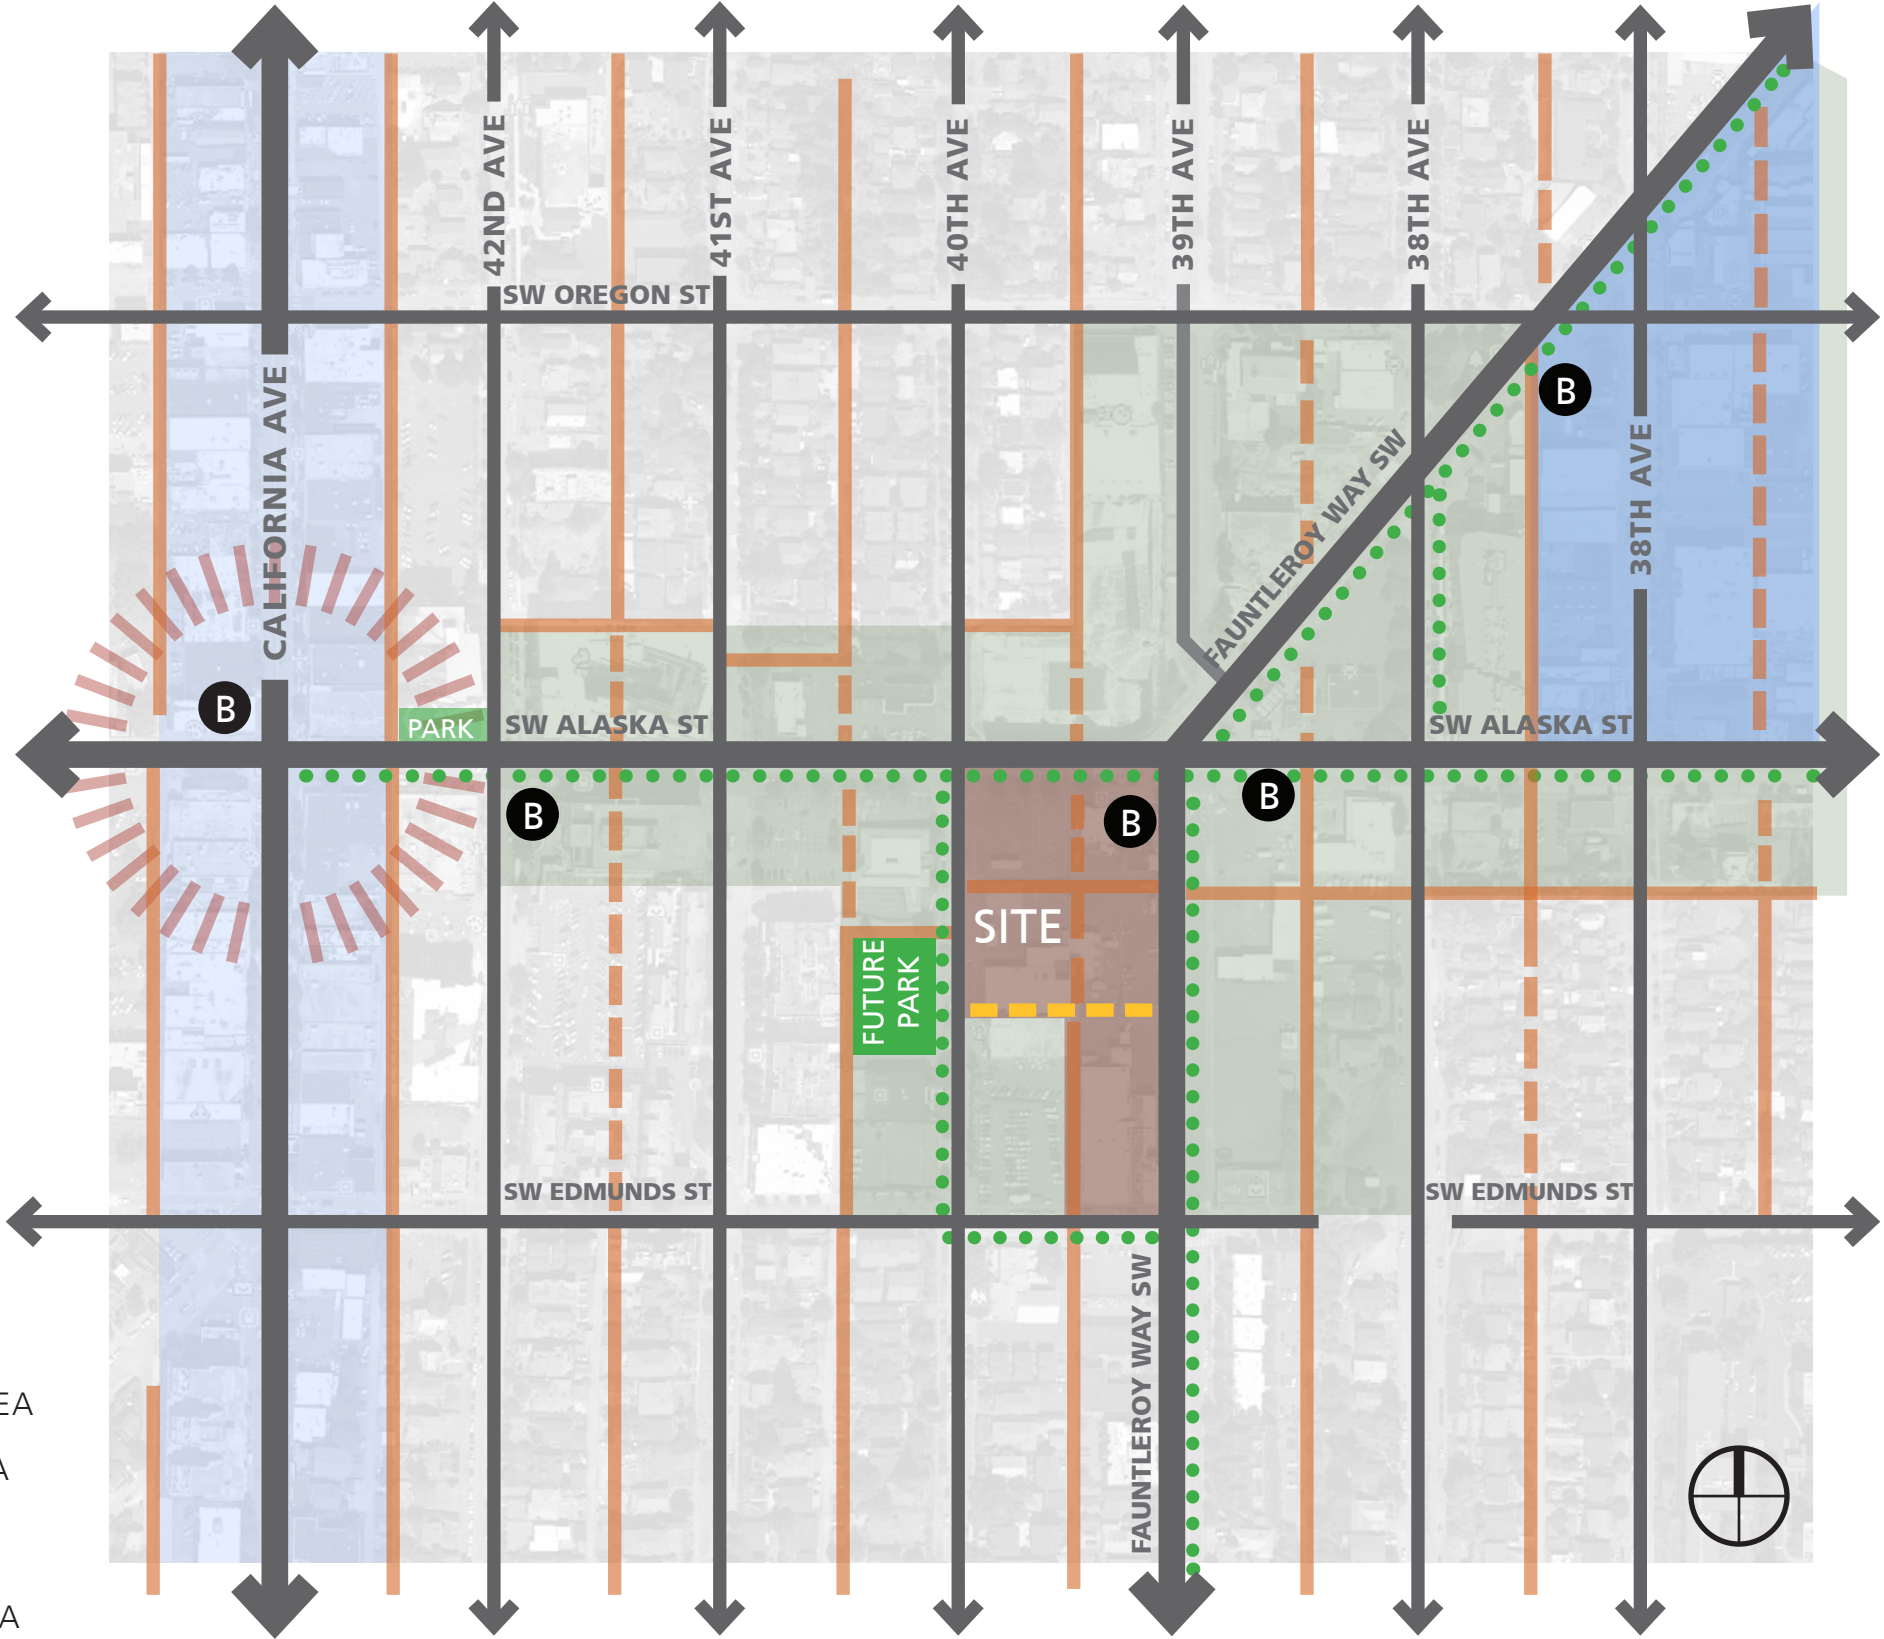 42ND AVE
41ST AVE
40TH AVE
39TH AVE
38TH AVE
SW OREGON ST
CALIFORNIA AVE
B
FAUNTLEROY WAY SW
38TH AVE
B
PARK
SW ALASKA ST
SW ALASKA ST
B
B
B
SITE
FUTURE
PARK
SW EDMUNDS ST
SW EDMUNDS ST
FAUNTLEROY WAY SW
EA
A
A